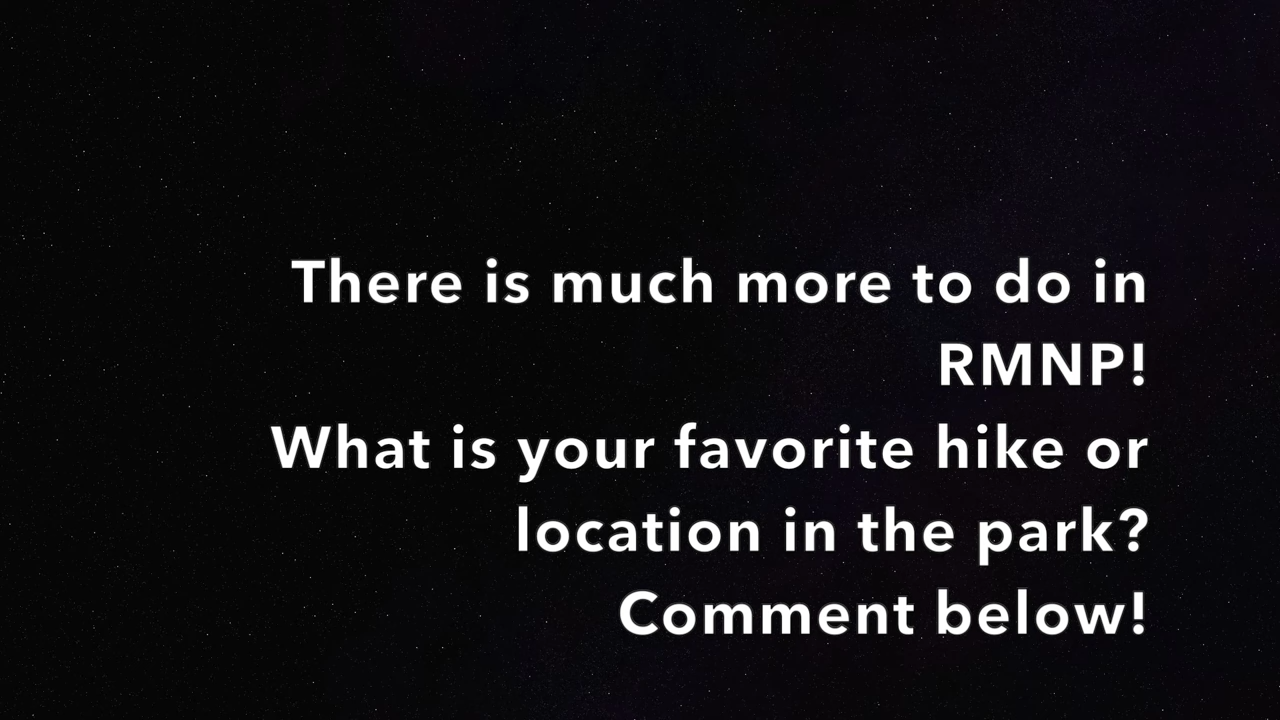 There is much more to do in
RMNP!
What is your favorite hike or
location in the park?
Comment below!